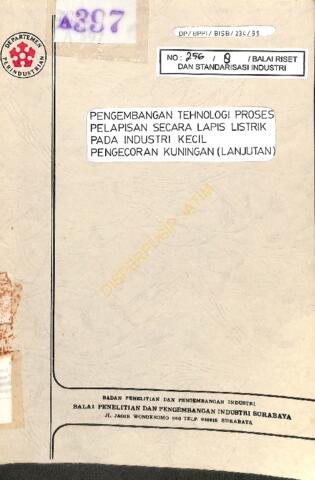 A397
DP/BPPI/BISB/234/95
DEPARTEMEN
PERINDUSTRIAN
NO: 256 / B / BALAI RISET
DAN STANDARISASI INDUSTRI
PENGEMBANGAN TEHNOLOGI PROSES
PELAPISAN SECARA LAPIS LISTRIK
PADA INDUSTRI KECIL
PENGECORAN KUNINGAN (LANJUTAN)
DISPERPUSIP JATIM
BADAN PENELITIAN DAN PENGEMBANGAN INDUSTRI
BALAI PENELITIAN DAN PENGEMBANGAN INDUSTRI SURABAYA
JL. JAGIR WONOKROMO 360 TELP. SURABAYA